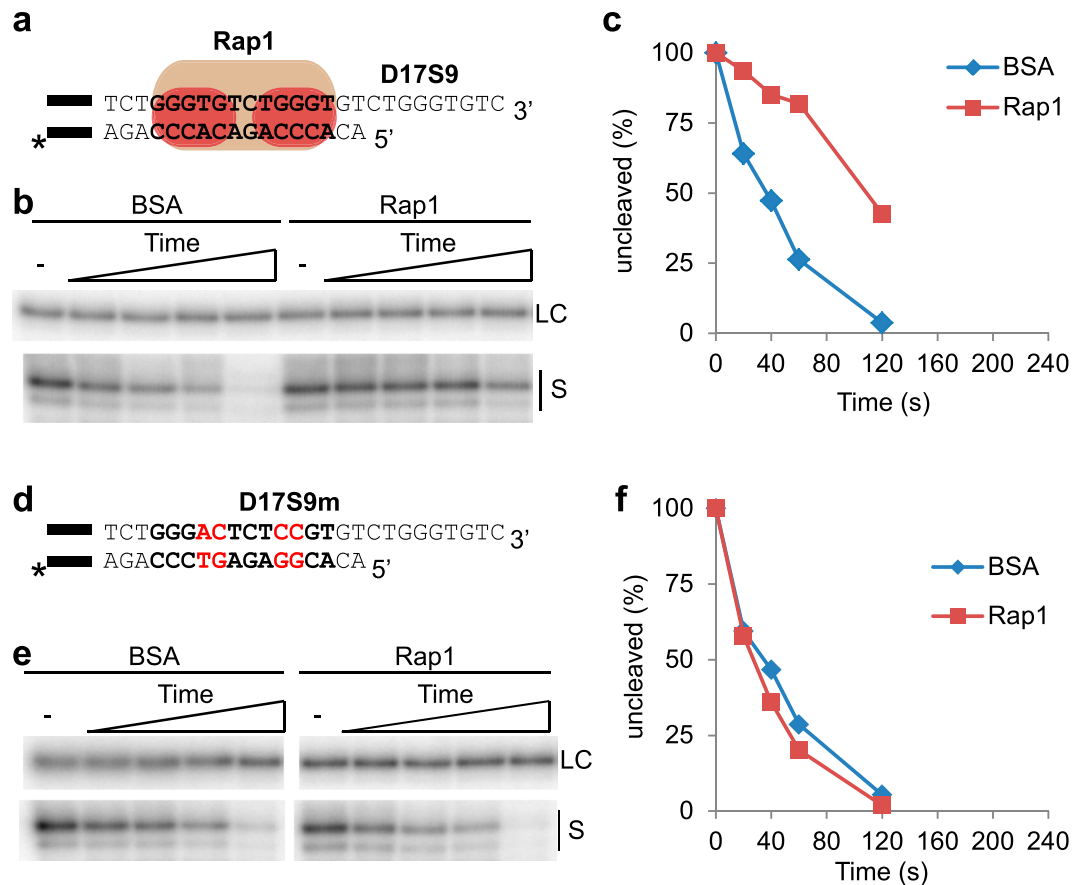 a
Rap1
D17S9
TCTGGGTGTCTGGGTGTCTGGGTGTC 3’
* AGACCCACAGACCCACA 5’
b
BSA Rap1
Time Time
- -
LC
S
c
BSA
Rap1
uncleaved (%)
100
75
50
25
0
0 40 80 120 160 200 240
Time (s)
d
D17S9m
TCTGGGACTCTCCGTGTCTGGGTGTC 3’
* AGACCCTGAGAGGCACA 5’
e
BSA Rap1
Time Time
- -
LC
S
f
BSA
Rap1
uncleaved (%)
100
75
50
25
0
0 40 80 120 160 200 240
Time (s)